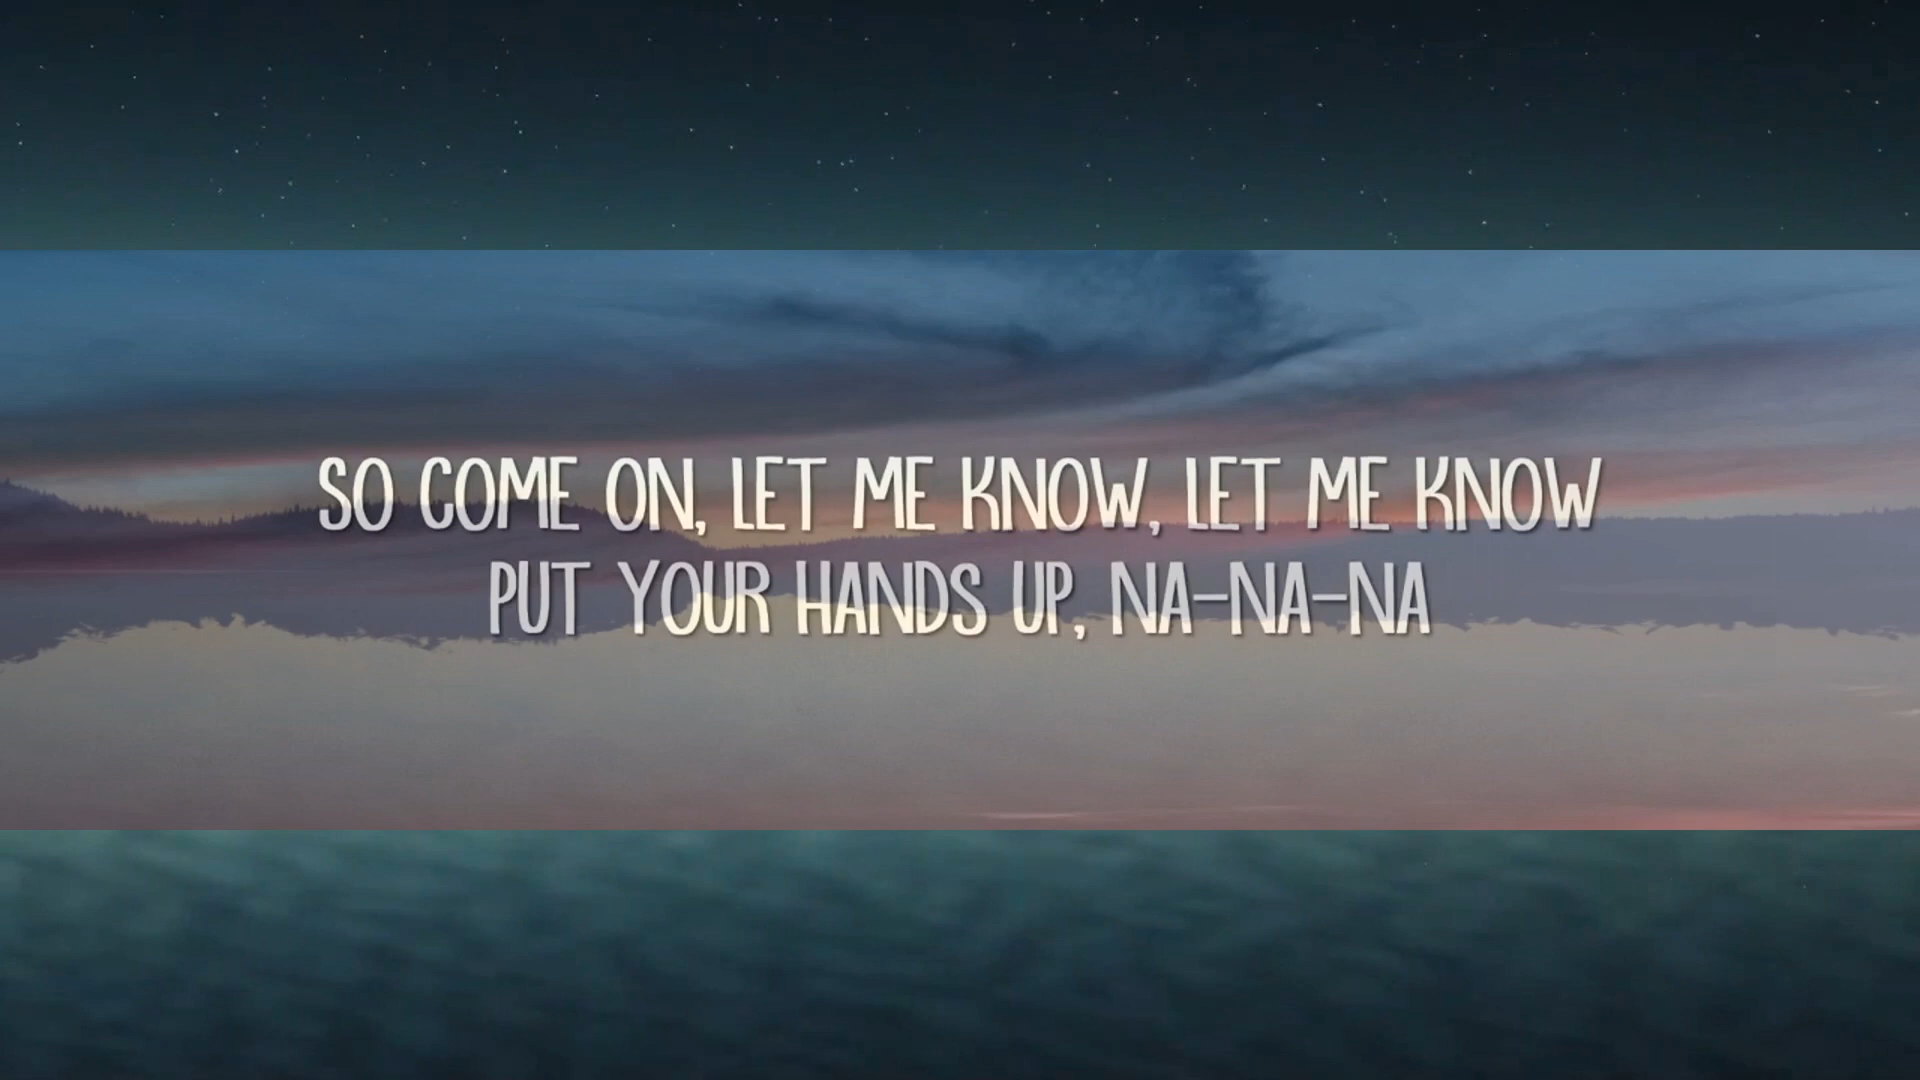 SO COME ON, LET ME KNOW, LET ME KNOW
PUT YOUR HANDS UP, NA-NA-NA